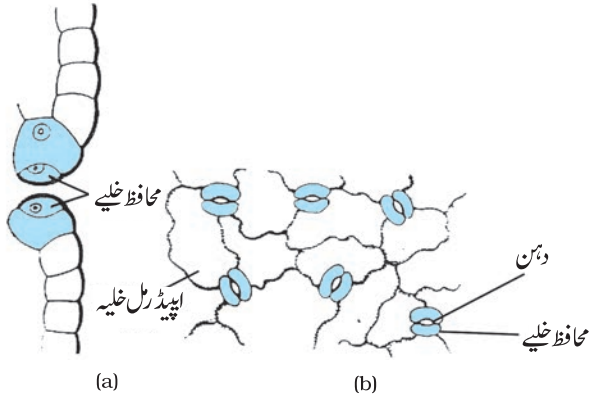 محافظ خلیے
اپیڈرمل خلیہ
دہن
محافظ خلیے
(a)
(b)